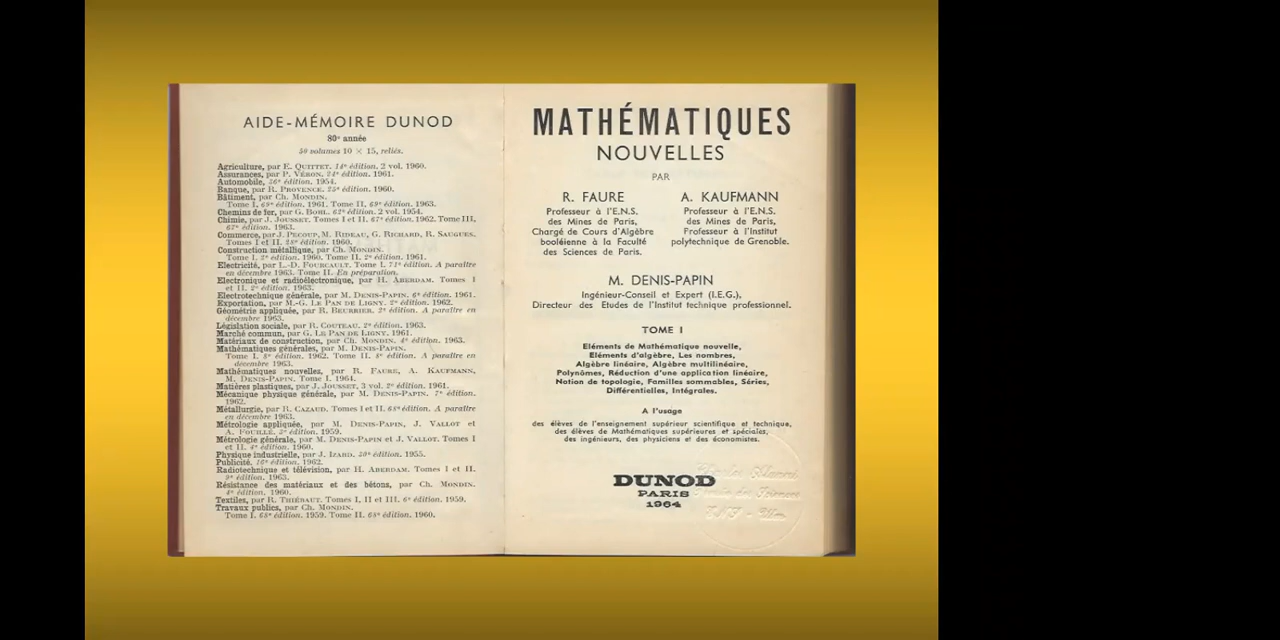 AIDE-MÉMOIRE DUNOD
80e année
50 volumes 10 × 15, reliés.
Agriculture, par E. QUITTET. 14e édition. 2 vol. 1960.
Assurances, par P. VÉRON. 24e édition. 1961.
Automobile, 56e édition. 1954.
Banque, par R. PROVENCE. 25e édition. 1960.
Bâtiment, par Ch. MONDIN.
Tome I. 69e édition. 1961. Tome II, 69e édition. 1963.
Chemins de fer, par G. BOHL. 62e édition. 2 vol. 1954.
Chimie, par J. JOUSSET. Tomes I et II. 67e édition. 1962. Tome III,
67e édition. 1963.
Commerce, par J. PECOUP, M. RIDEAU, G. RICHARD, R. SAUGUES.
Tomes I et II. 28e édition. 1960.
Construction métallique, par Ch. MONDIN.
Tome I. 3e édition. 1960. Tome II. 2e édition. 1961.
Electricité, par L.-D. FOURCAULT. Tome I. 71e édition. A paraître
en décembre 1963. Tome II. En préparation.
Electronique et radioélectronique, par H. ABERDAM. Tomes I
et II. 2e édition. 1963.
Electrotechnique générale, par M. DENIS-PAPIN. 6e édition. 1961.
Exportation, par M.-G. LE PAN DE LIGNY. 2e édition. 1962.
Géométrie appliquée, par R. BEURRIER. 2e édition. A paraître en
décembre 1963.
Législation sociale, par R. COUTEAU. 2e édition. 1963.
Marché commun, par G. LE PAN DE LIGNY. 1961.
Matériaux de construction, par Ch. MONDIN. 4e édition. 1963.
Mathématiques générales, par M. DENIS-PAPIN.
Tome I. 8e édition. 1962. Tome II. 8e édition. A paraître en
décembre 1963.
Mathématiques nouvelles, par R. FAURE, A. KAUFMANN,
M. DENIS-PAPIN. Tome I. 1964.
Matières plastiques, par J. JOUSSET, 3 vol. 2e édition. 1961.
Mécanique physique générale, par M. DENIS-PAPIN. 7e édition.
1962.
Métallurgie, par R. CAZAUD. Tomes I et II. 68e édition. A paraître
en décembre 1963.
Métrologie appliquée, par M. DENIS-PAPIN, J. VALLOT et
A. FOUILLÉ. 3e édition. 1959.
Métrologie générale, par M. DENIS-PAPIN et J. VALLOT. Tomes I
et II. 4e édition. 1960.
Physique industrielle, par J. IZARD. 30e édition. 1955.
Publicité. 10e édition. 1962.
Radiotechnique et télévision, par H. ABERDAM. Tomes I et II.
9e édition. 1963.
Résistance des matériaux et des bétons, par Ch. MONDIN.
4e édition. 1960.
Textiles, par R. THIÉBAUT. Tomes I, II et III. 6e édition. 1959.
Travaux publics, par Ch. MONDIN.
Tome I. 68e édition. 1959. Tome II. 68e édition. 1960.
MATHÉMATIQUES
NOUVELLES
PAR
R. FAURE
Professeur à l'E.N.S.
des Mines de Paris,
Chargé de Cours d'Algèbre
booléienne à la Faculté
des Sciences de Paris.
A. KAUFMANN
Professeur à l'E.N.S.
des Mines de Paris,
Professeur à l'Institut
polytechnique de Grenoble.
M. DENIS-PAPIN
Ingénieur-Conseil et Expert (I.E.G.),
Directeur des Etudes de l'Institut technique professionnel.
TOME I
Eléments de Mathématique nouvelle,
Eléments d'algèbre, Les nombres,
Algèbre linéaire, Algèbre multilinéaire,
Polynômes, Réduction d'une application linéaire,
Notion de topologie, Familles sommables, Séries,
Différentielles, Intégrales.
A l'usage
des élèves de l'enseignement supérieur scientifique et technique,
des élèves de Mathématiques supérieures et spéciales,
des ingénieurs, des physiciens et des économistes.
DUNOD
PARIS
1964